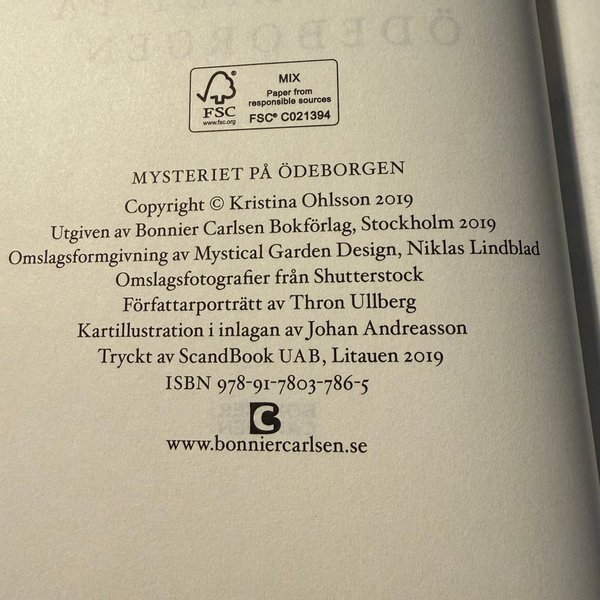 ÖDEBORGEN
FSC
www.fsc.org
MIX
Paper from
responsible sources
FSC® C021394
MYSTERIET PÅ ÖDEBORGEN
Copyright © Kristina Ohlsson 2019
Utgiven av Bonnier Carlsen Bokförlag, Stockholm 2019
Omslagsformgivning av Mystical Garden Design, Niklas Lindblad
Omslagsfotografier från Shutterstock
Författarporträtt av Thron Ullberg
Kartillustration i inlagan av Johan Andreasson
Tryckt av ScandBook UAB, Litauen 2019
ISBN 978-91-7803-786-5
C
www.bonniercarlsen.se